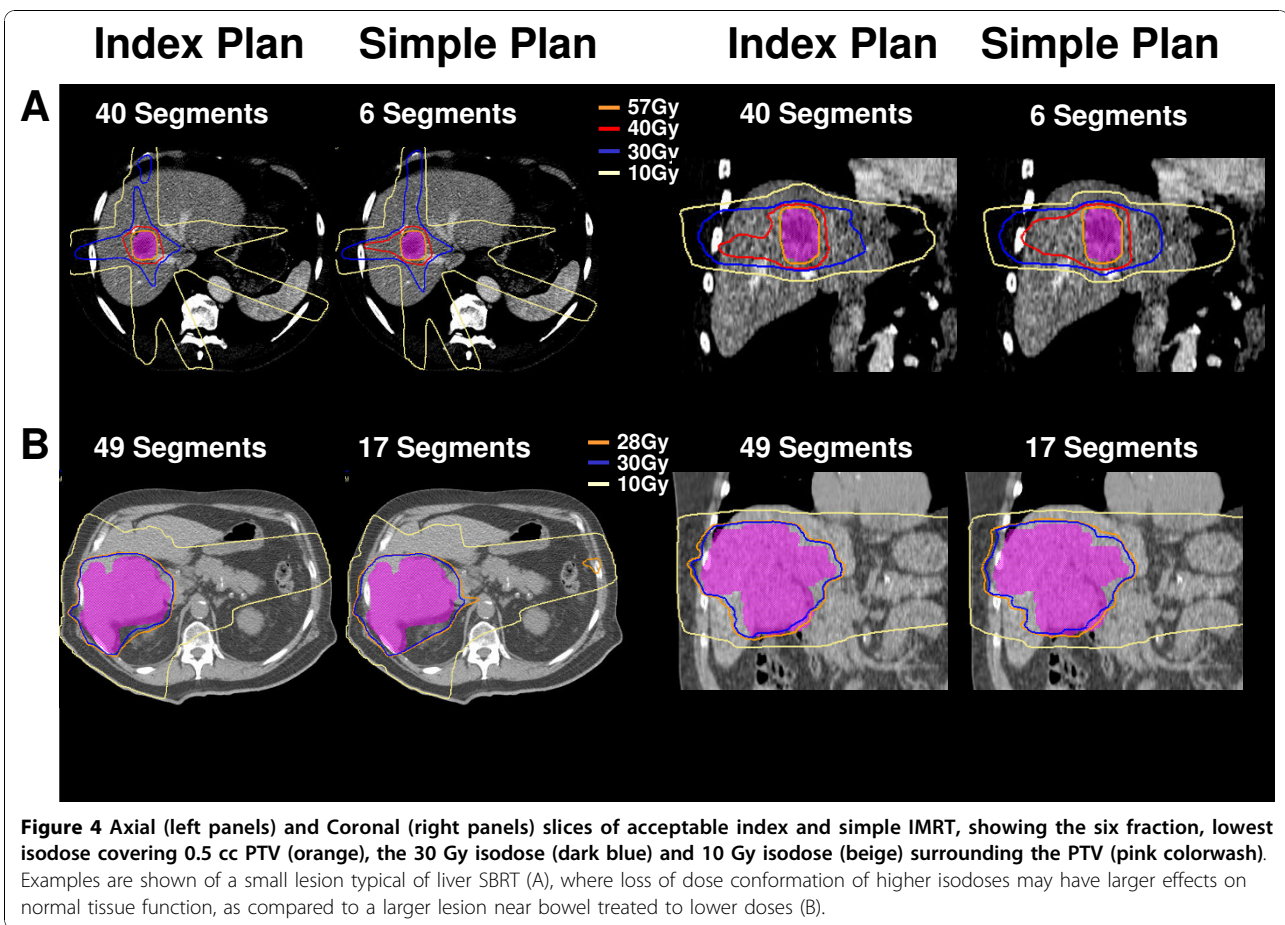 Index Plan Simple Plan Index Plan Simple Plan
A
40 Segments 6 Segments 40 Segments 6 Segments
57Gy
40Gy
30Gy
10Gy
B
49 Segments 17 Segments 49 Segments 17 Segments
28Gy
30Gy
10Gy
Figure 4 Axial (left panels) and Coronal (right panels) slices of acceptable index and simple IMRT, showing the six fraction, lowest
isodose covering 0.5 cc PTV (orange), the 30 Gy isodose (dark blue) and 10 Gy isodose (beige) surrounding the PTV (pink colorwash).
Examples are shown of a small lesion typical of liver SBRT (A), where loss of dose conformation of higher isodoses may have larger effects on
normal tissue function, as compared to a larger lesion near bowel treated to lower doses (B).